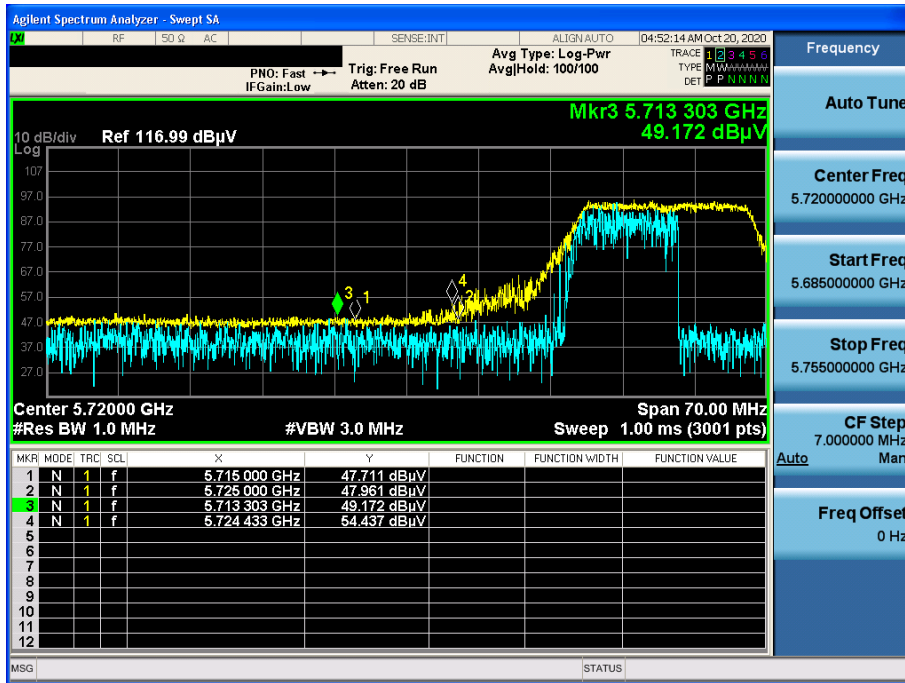 Agilent Spectrum Analyzer - Swept SA
LXI RF 50 Ω AC SENSE:INT ALIGN AUTO 04:52:14 AM Oct 20, 2020
PNO: Fast Trig: Free Run Avg Type: Log-Pwr TRACE 1 2 3 4 5 6
IFGain:Low Atten: 20 dB Avg|Hold: 100/100 TYPE M W
DET P P N N N N
Mkr3 5.713 303 GHz
49.172 dBµV
10 dB/div Ref 116.99 dBµV
Log
107
97.0
87.0
77.0
67.0
57.0
47.0
37.0
27.0
3 1 4 2
Center 5.72000 GHz Span 70.00 MHz
#Res BW 1.0 MHz #VBW 3.0 MHz Sweep 1.00 ms (3001 pts)
MKR MODE TRC SCL X Y FUNCTION FUNCTION WIDTH FUNCTION VALUE
1 N 1 f 5.715 000 GHz 47.711 dBµV
2 N 1 f 5.725 000 GHz 47.961 dBµV
3 N 1 f 5.713 303 GHz 49.172 dBµV
4 N 1 f 5.724 433 GHz 54.437 dBµV
5
6
7
8
9
10
11
12
MSG STATUS
Frequency
Auto Tune
Center Freq
5.720000000 GHz
Start Freq
5.685000000 GHz
Stop Freq
5.755000000 GHz
CF Step
7.000000 MHz
Auto Man
Freq Offset
0 Hz